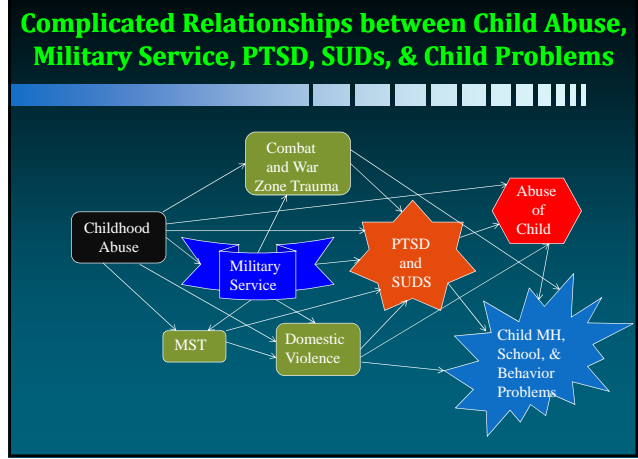 Complicated Relationships between Child Abuse,
Military Service, PTSD, SUDs, & Child Problems
Combat
and War
Zone Trauma
Abuse
of
Child
Childhood
Abuse
PTSD
and
SUDS
Military
Service
MST
Domestic
Violence
Child MH,
School, &
Behavior
Problems